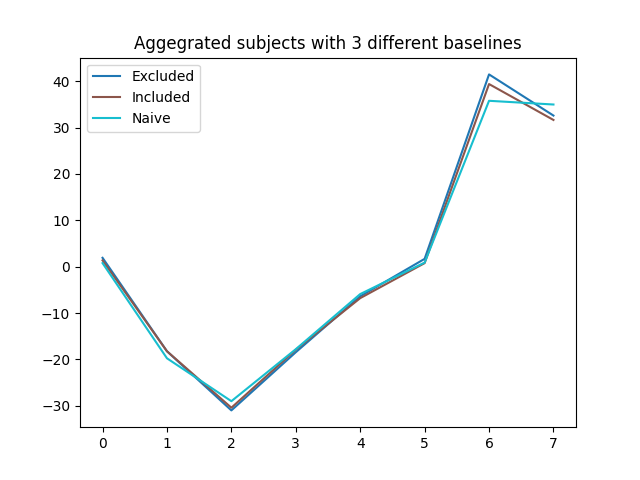 Aggegrated subjects with 3 different baselines
Excluded
Included
Naive
40
30
20
10
0
−10
−20
−30
0 1 2 3 4 5 6 7